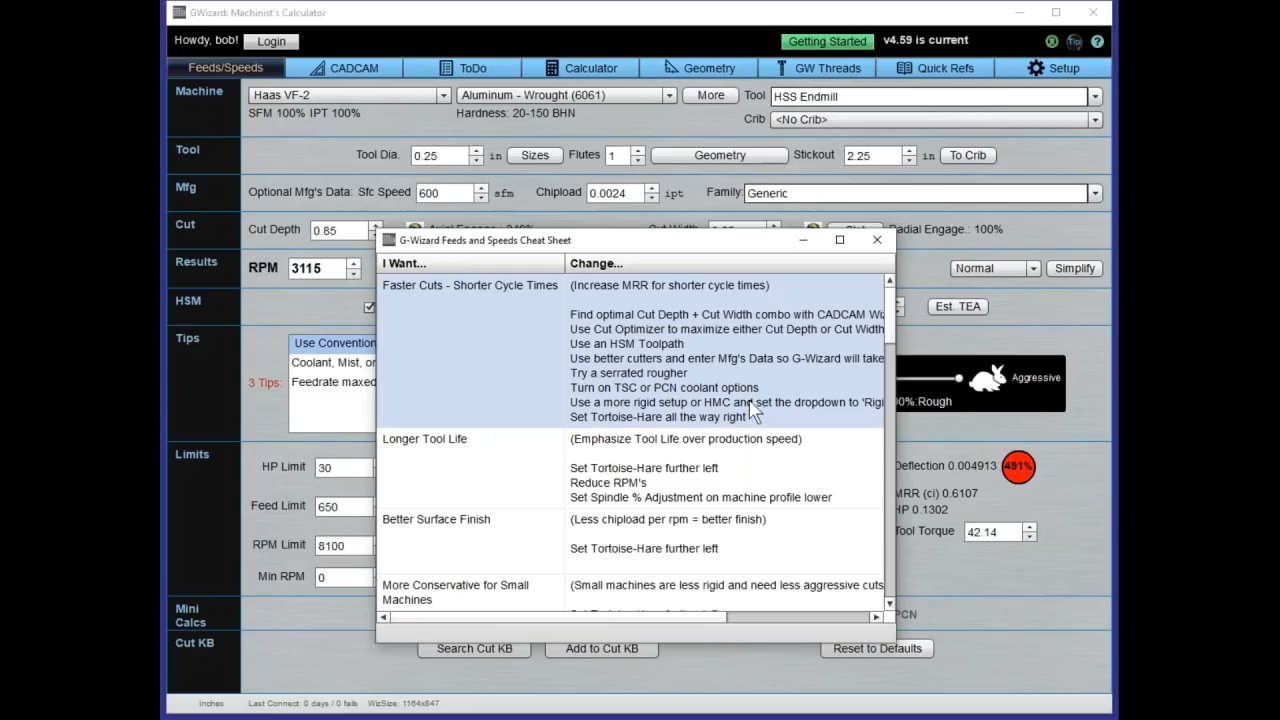 GWizard: Machinist's Calculator
Howdy, bob! Login Getting Started v4.59 is current Tip ?
Feeds/Speeds CADCAM ToDo Calculator Geometry GW Threads Quick Refs Setup
Machine Haas VF-2 Aluminum - Wrought (6061) More Tool HSS Endmill
SFM 100% IPT 100% Hardness: 20-150 BHN Crib <No Crib>
Tool Tool Dia. 0.25 in Sizes Flutes 1 Geometry Stickout 2.25 in To Crib
Mfg Optional Mfg's Data: Sfc Speed 600 sfm Chipload 0.0024 ipt Family: Generic
Cut Cut Depth 0.85 Radial Engage.: 100%
G-Wizard Feeds and Speeds Cheat Sheet
Results RPM 3115 Normal Simplify
I Want... Change...
Faster Cuts - Shorter Cycle Times (Increase MRR for shorter cycle times)
Find optimal Cut Depth + Cut Width combo with CADCAM Wiz
Use Cut Optimizer to maximize either Cut Depth or Cut Width
Use an HSM Toolpath
Use better cutters and enter Mfg's Data so G-Wizard will take
Try a serrated rougher
Turn on TSC or PCN coolant options
Use a more rigid setup or HMC and set the dropdown to 'Rigi
Set Tortoise-Hare all the way right
Longer Tool Life (Emphasize Tool Life over production speed)
Set Tortoise-Hare further left
Reduce RPM's
Set Spindle % Adjustment on machine profile lower
Better Surface Finish (Less chipload per rpm = better finish)
Set Tortoise-Hare further left
More Conservative for Small (Small machines are less rigid and need less aggressive cuts
Machines
HSM Est. TEA
Tips Use Convention
Coolant, Mist, or
3 Tips: Feedrate maxed
Aggressive
00%:Rough
Limits HP Limit 30 Deflection 0.004913 491%
MRR (ci) 0.6107
Feed Limit 650 HP 0.1302
Tool Torque 42.14
RPM Limit 8100
Min RPM 0
Mini PCN
Calcs
Cut KB Search Cut KB Add to Cut KB Reset to Defaults
Inches Last Connect: 0 days / 0 fails WizSize: 1164x847